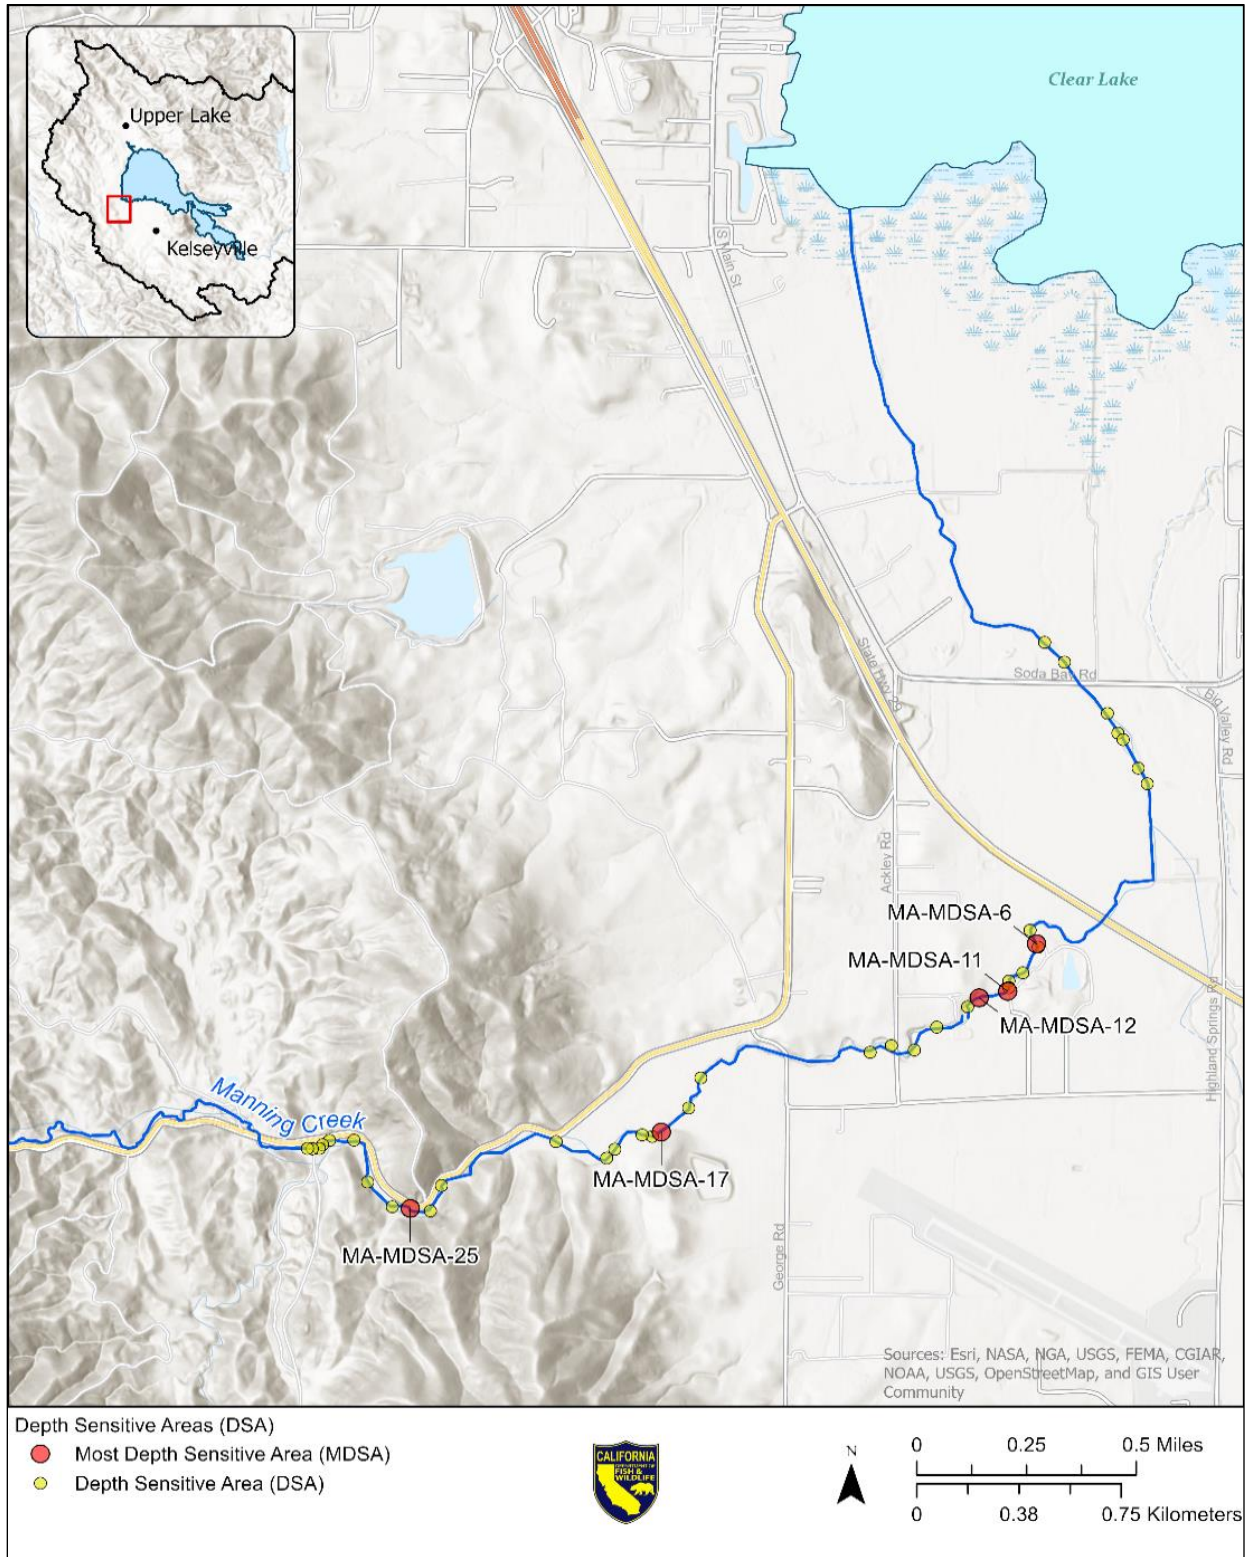 Clear Lake
Upper Lake
Kelseyville
S Main St
State Hwy 29
Soda Bay Rd
Big Valley Rd
Ackley Rd
MA-MDSA-6
MA-MDSA-11
MA-MDSA-12
Highland Springs Rd
Manning Creek
MA-MDSA-17
MA-MDSA-25
George Rd
Sources: Esri, NASA, NGA, USGS, FEMA, CGIAR,
NOAA, USGS, OpenStreetMap, and GIS User
Community
Depth Sensitive Areas (DSA)
Most Depth Sensitive Area (MDSA)
Depth Sensitive Area (DSA)
CALIFORNIA
DEPARTMENT OF
FISH &
WILDLIFE
N
0 0.25 0.5 Miles
0 0.38 0.75 Kilometers